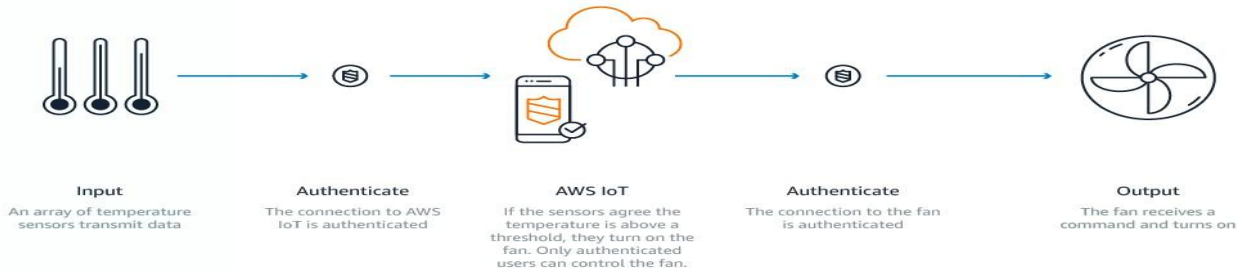 Input
An array of temperature
sensors transmit data
Authenticate
The connection to AWS
IoT is authenticated
AWS IoT
If the sensors agree the
temperature is above a
threshold, they turn on the
fan. Only authenticated
users can control the fan.
Authenticate
The connection to the fan
is authenticated
Output
The fan receives a
command and turns on